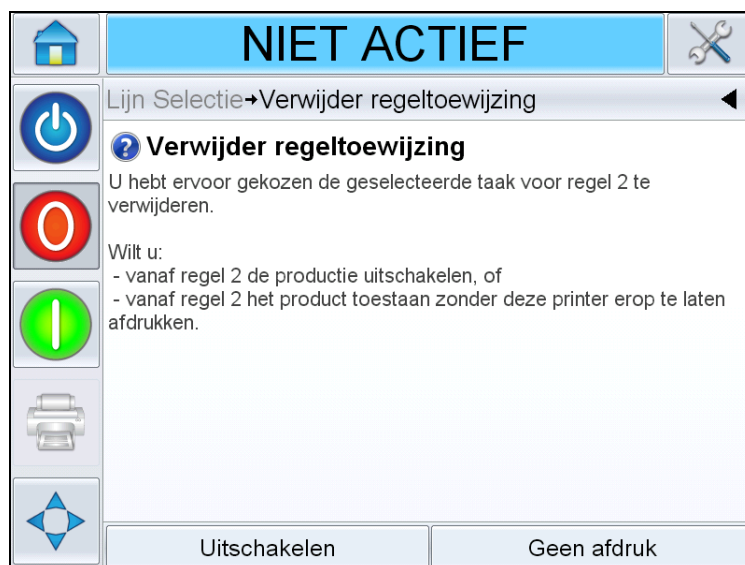 NIET ACTIEF
Lijn Selectie→Verwijder regeltoewijzing
Verwijder regeltoewijzing
U hebt ervoor gekozen de geselecteerde taak voor regel 2 te
verwijderen.
Wilt u:
- vanaf regel 2 de productie uitschakelen, of
- vanaf regel 2 het product toestaan zonder deze printer erop te laten
afdrukken.
Uitschakelen
Geen afdruk